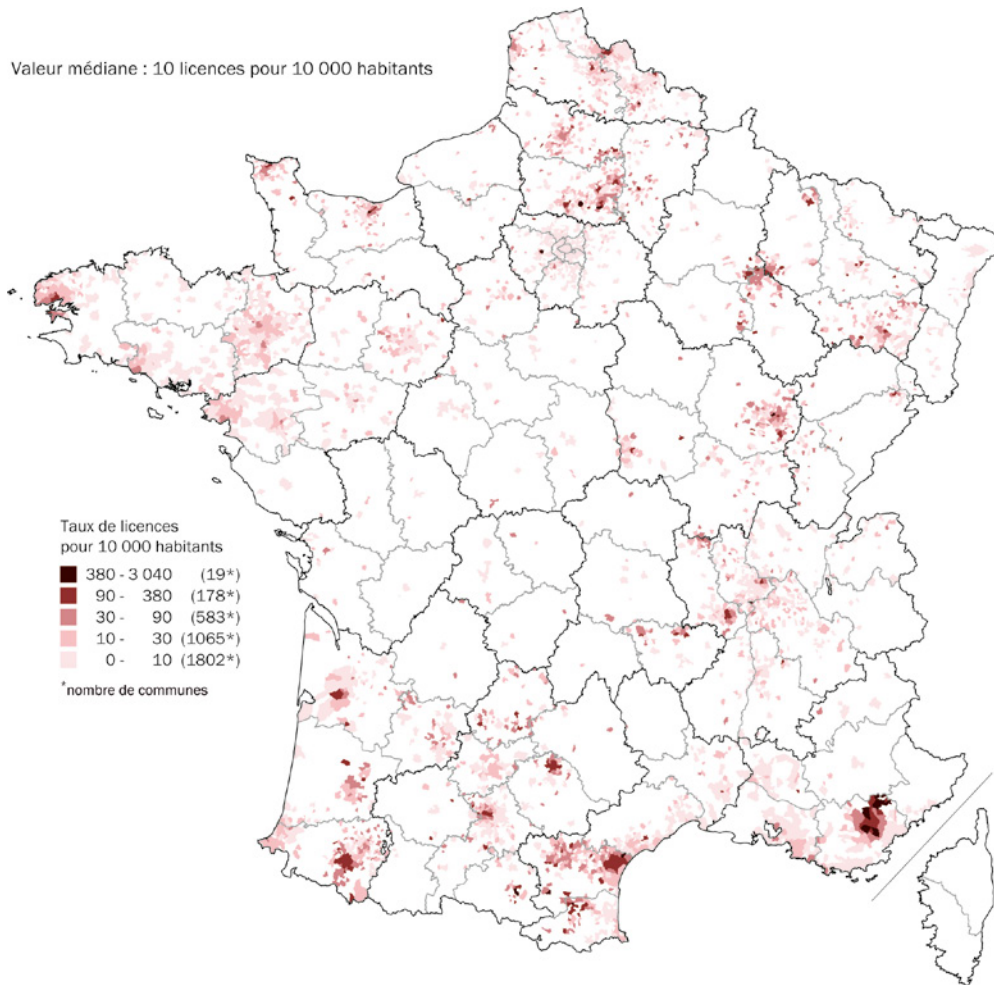 Valeur médiane : 10 licences pour 10 000 habitants
Taux de licences
pour 10 000 habitants
380 - 3 040 (19*)
90 - 380 (178*)
30 - 90 (583*)
10 - 30 (1065*)
0 - 10 (1802*)
*nombre de communes